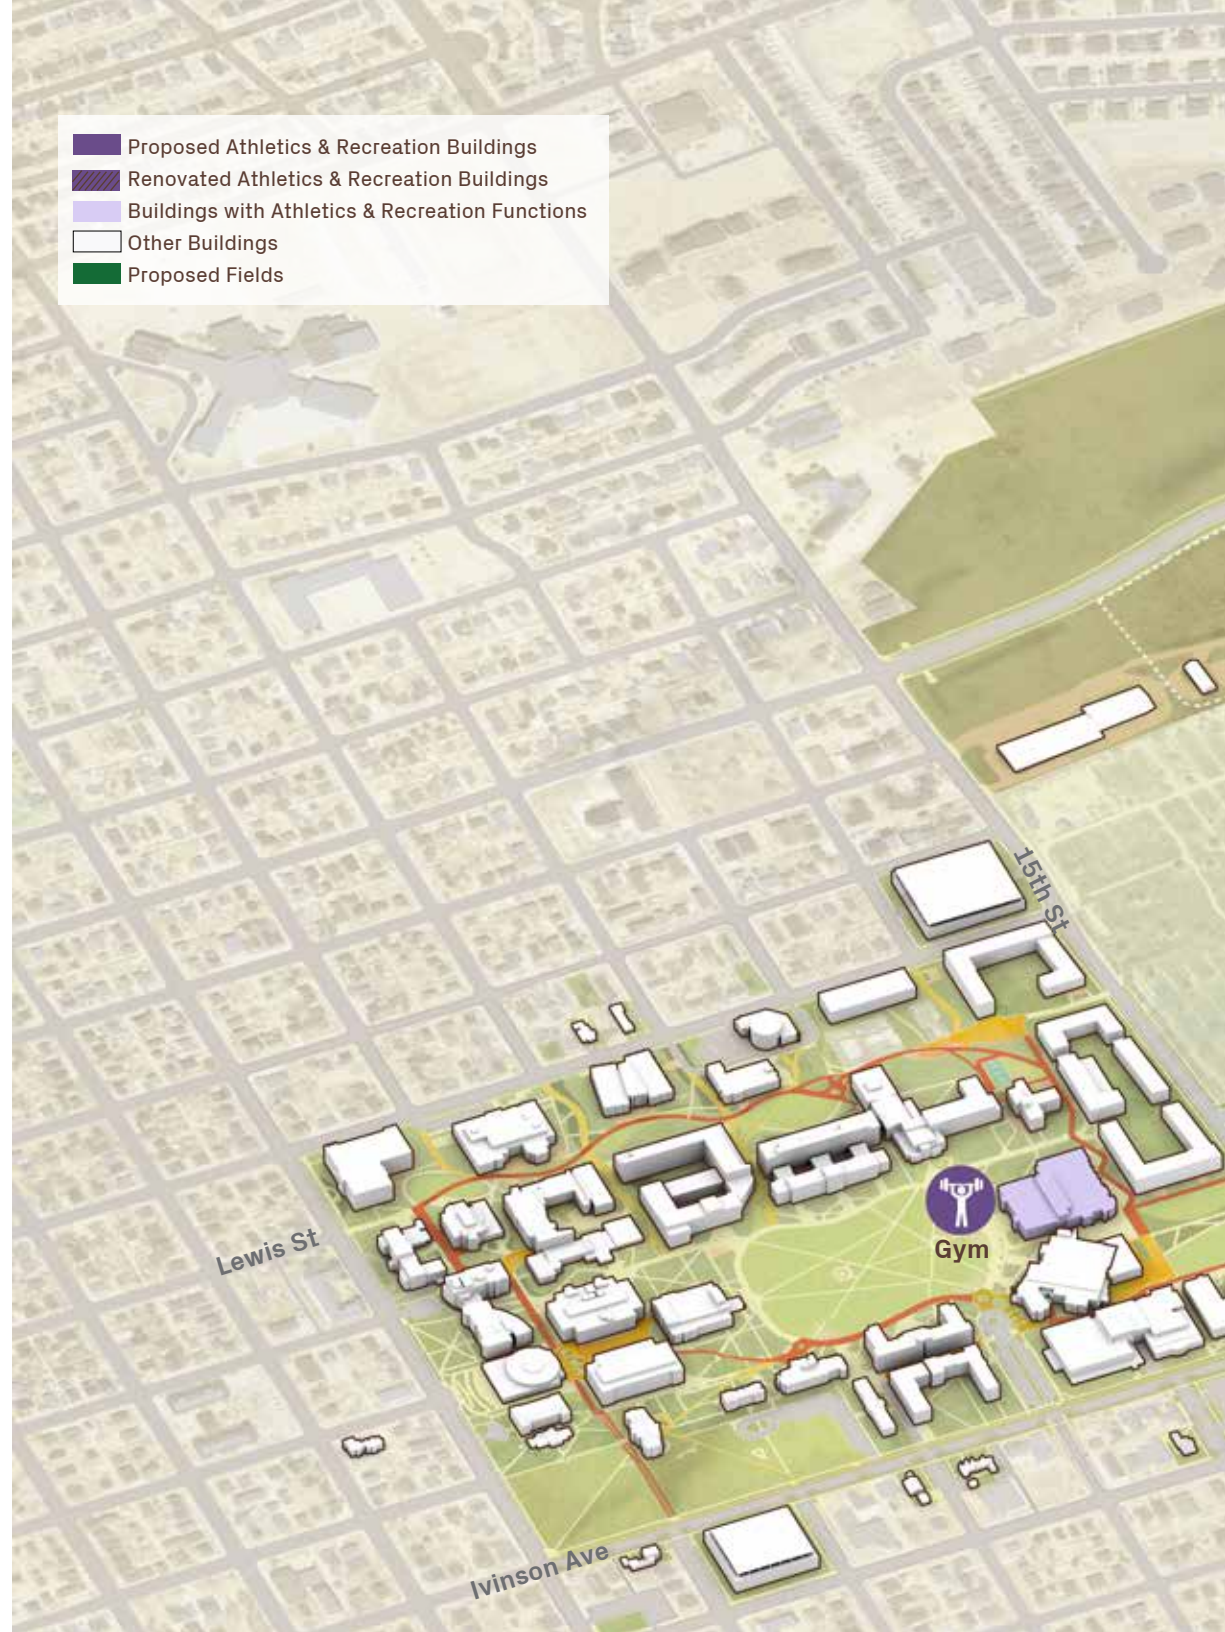 Proposed Athletics & Recreation Buildings
Renovated Athletics & Recreation Buildings
Buildings with Athletics & Recreation Functions
Other Buildings
Proposed Fields
15th St
Gym
Lewis St
Ivinson Ave